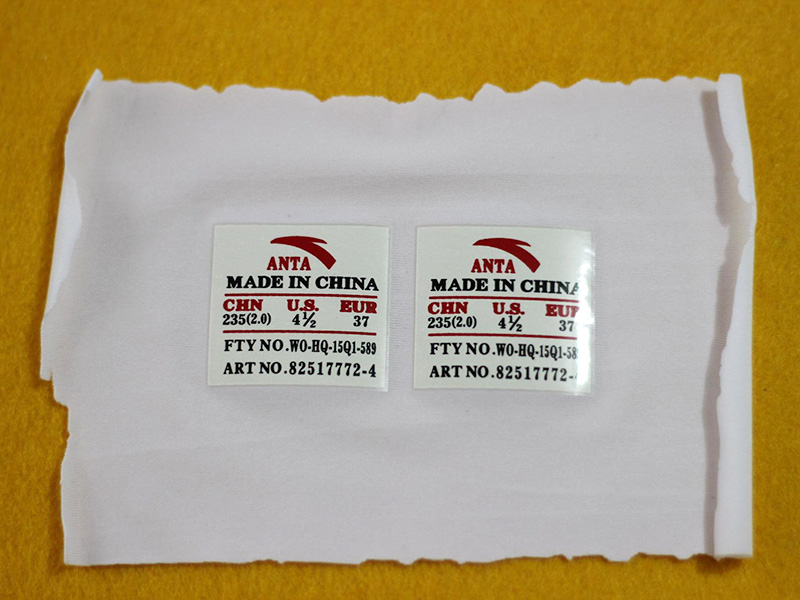 ANTA
MADE IN CHINA
CHN U.S. EUR
235(2.0) 4½ 37
FTY NO.WO-HQ-15Q1-589
ART NO.82517772-4
ANTA
MADE IN CHINA
CHN U.S. EUR
235(2.0) 4½ 37
FTY NO.WO-HQ-15Q1-589
ART NO.82517772-